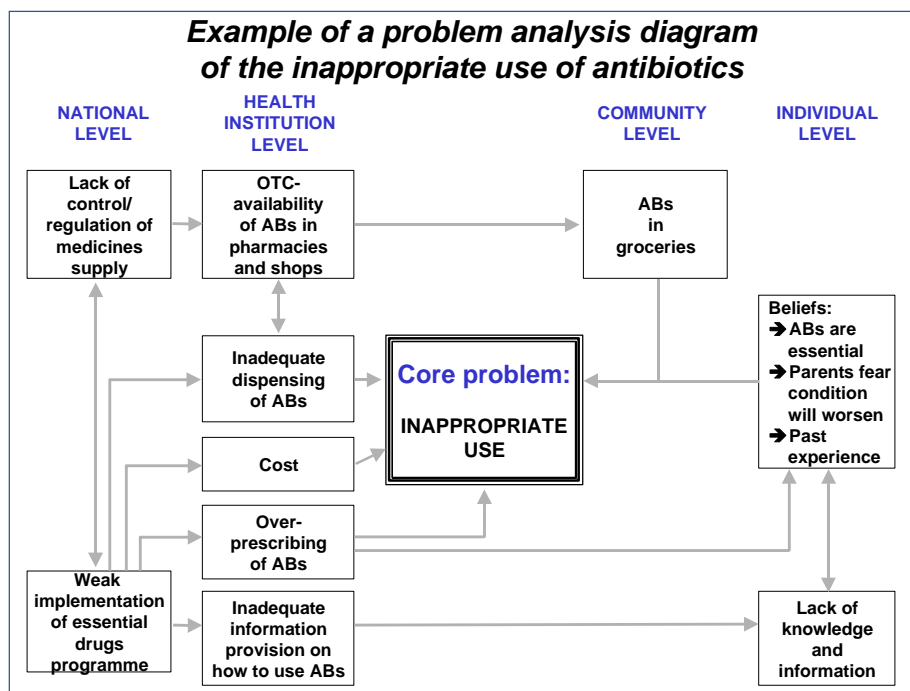 Example of a problem analysis diagram
of the inappropriate use of antibiotics
NATIONAL
LEVEL
HEALTH
INSTITUTION
LEVEL
COMMUNITY
LEVEL
INDIVIDUAL
LEVEL
Lack of
control/
regulation of
medicines
supply
OTC-
availability
of ABs in
pharmacies
and shops
ABs
in
groceries
Beliefs:
➔ ABs are
essential
➔ Parents fear
condition
will worsen
➔ Past
experience
Inadequate
dispensing
of ABs
Core problem:
INAPPROPRIATE
USE
Cost
Over-
prescribing
of ABs
Weak
implementation
of essential
drugs
programme
Inadequate
information
provision on
how to use ABs
Lack of
knowledge
and
information